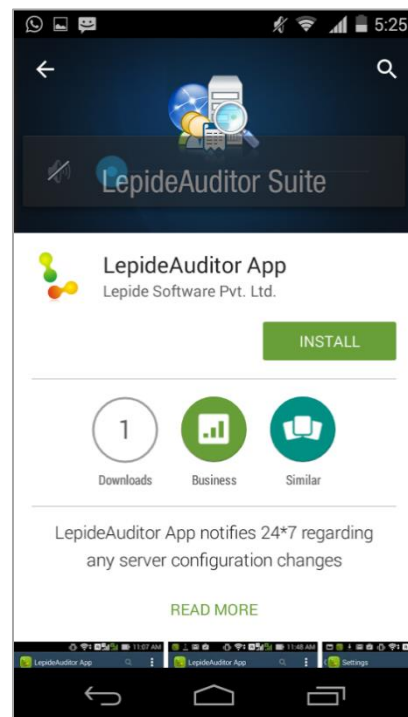 5:25
LepideAuditor Suite
LepideAuditor App
Lepide Software Pvt. Ltd.
INSTALL
1
Downloads
Business
Similar
LepideAuditor App notifies 24*7 regarding
any server configuration changes
READ MORE
11:07 AM
11:48 AM
LepideAuditor App
LepideAuditor App
Settings